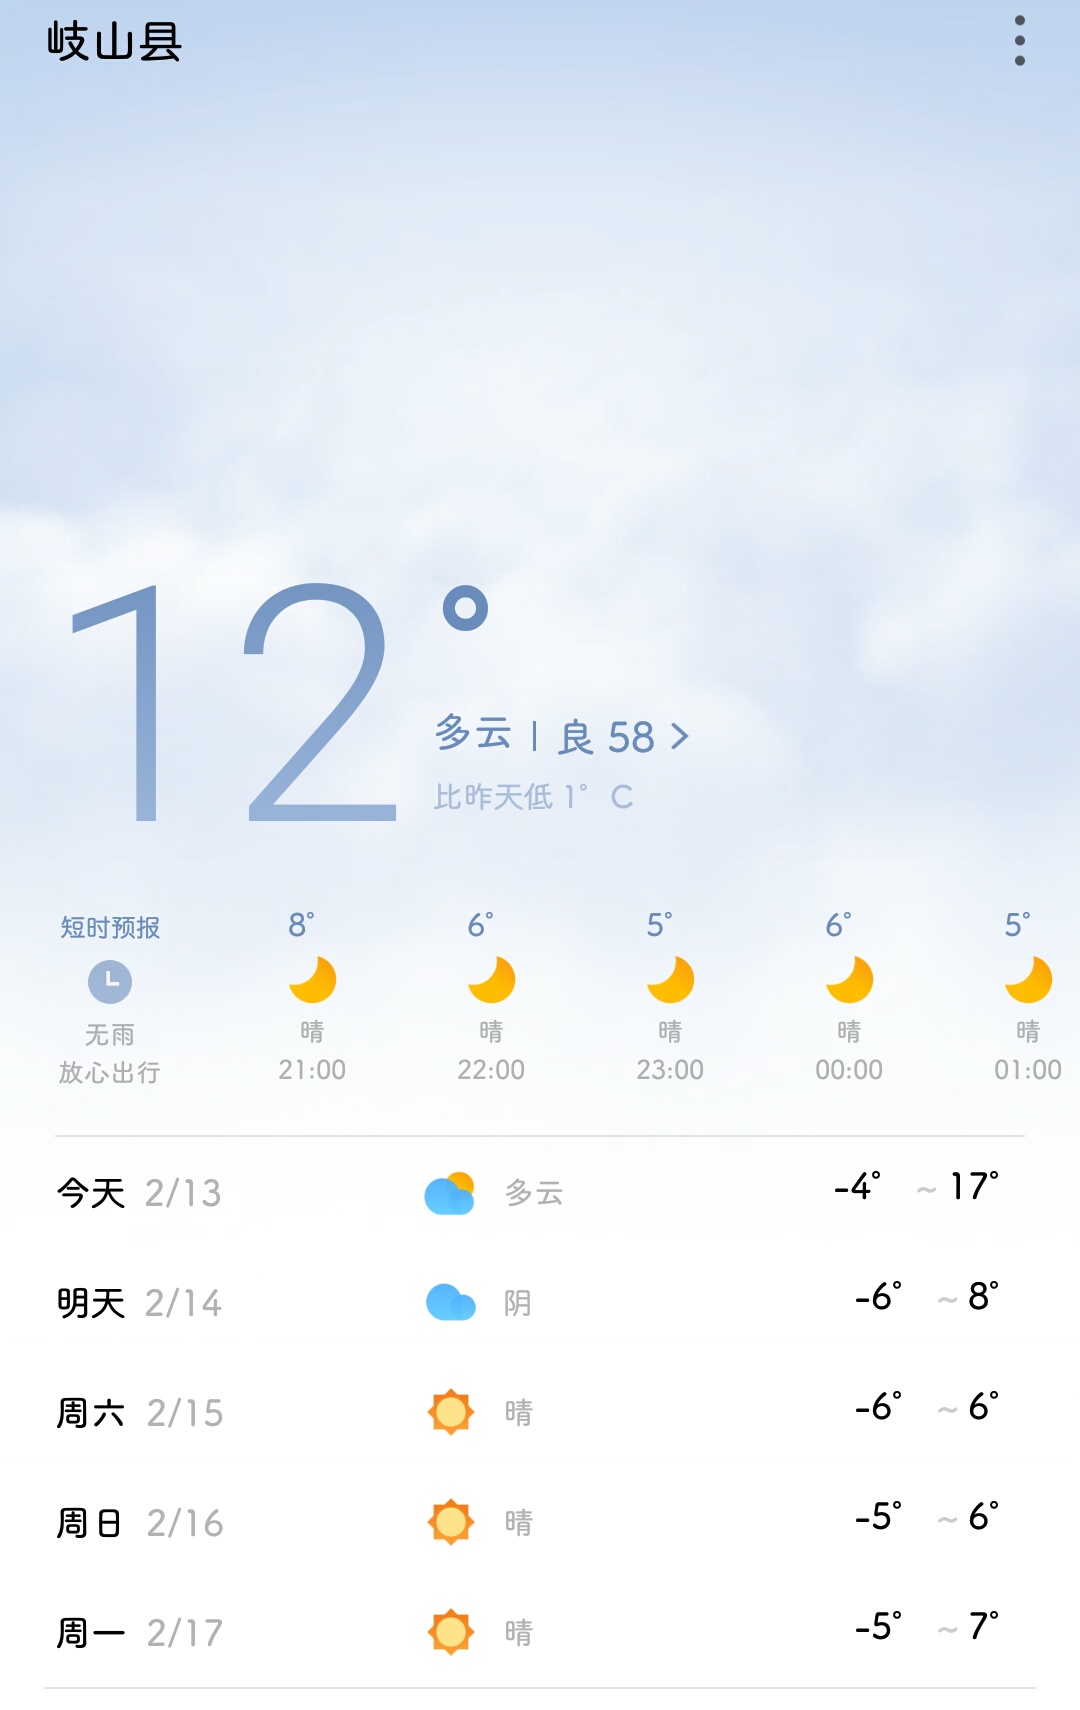 岐山县
12°
多云 | 良 58 >
比昨天低 1° C
短时预报 8° 6° 5° 6° 5°
无雨 晴 晴 晴 晴 晴
放心出行 21:00 22:00 23:00 00:00 01:00
今天 2/13 多云 -4° ~ 17°
明天 2/14 阴 -6° ~ 8°
周六 2/15 晴 -6° ~ 6°
周日 2/16 晴 -5° ~ 6°
周一 2/17 晴 -5° ~ 7°